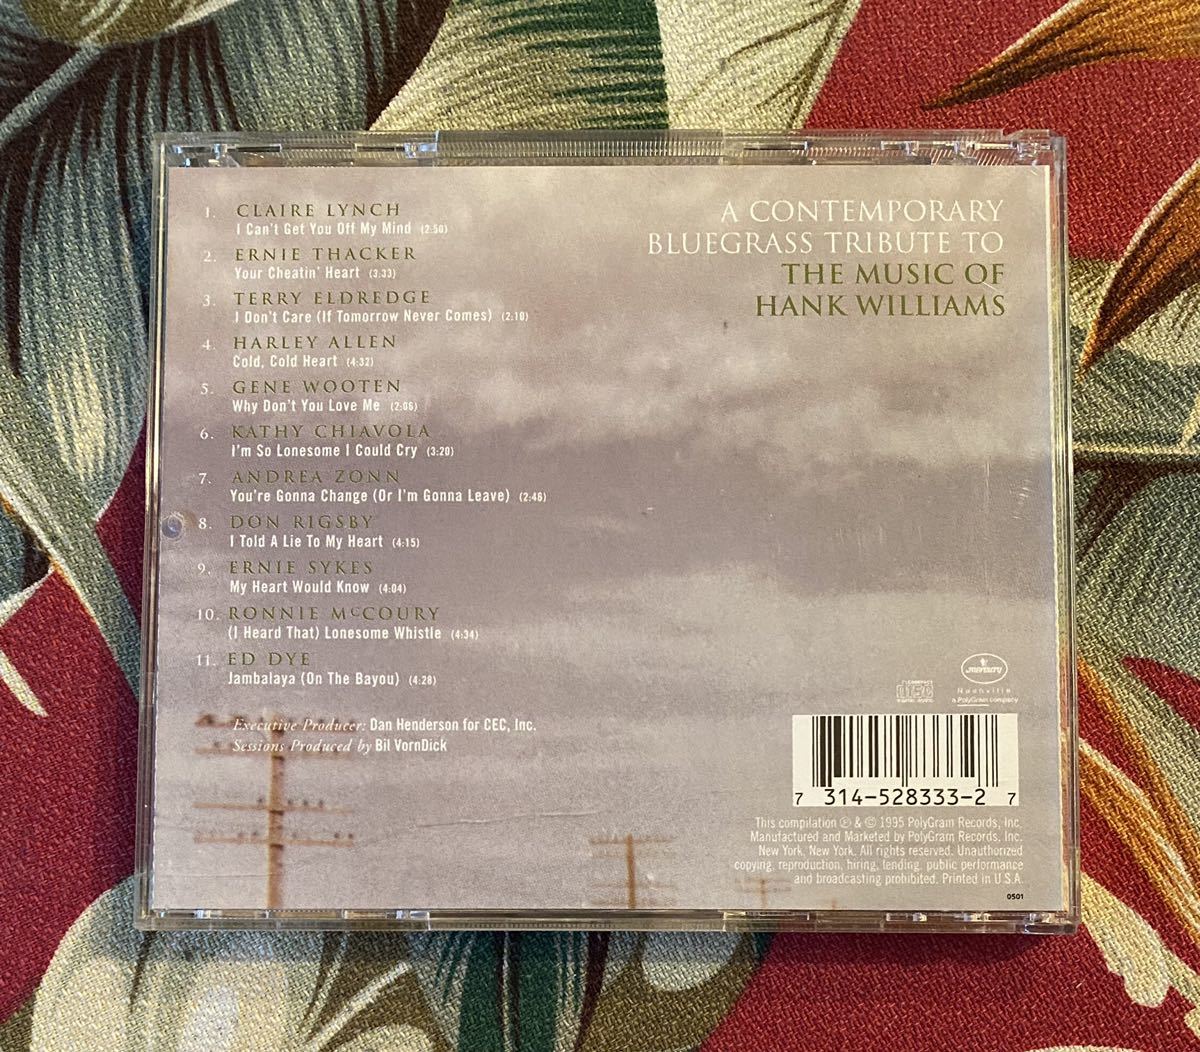 1. CLAIRE LYNCH
I Can't Get You Off My Mind (2:50)
2. ERNIE THACKER
Your Cheatin' Heart (3:33)
3. TERRY ELDREDGE
I Don't Care (If Tomorrow Never Comes) (2:10)
4. HARLEY ALLEN
Cold, Cold Heart (4:32)
5. GENE WOOTEN
Why Don't You Love Me (2:06)
6. KATHY CHIAVOLA
I'm So Lonesome I Could Cry (3:20)
7. ANDREA ZONN
You're Gonna Change (Or I'm Gonna Leave) (2:46)
8. DON RIGSBY
I Told A Lie To My Heart (4:15)
9. ERNIE SYKES
My Heart Would Know (4:04)
10. RONNIE McCOURY
(I Heard That) Lonesome Whistle (4:34)
11. ED DYE
Jambalaya (On The Bayou) (4:28)
Executive Producer: Dan Henderson for CEC, Inc.
Sessions Produced by Bil VornDick
A CONTEMPORARY
BLUEGRASS TRIBUTE TO
THE MUSIC OF
HANK WILLIAMS
COMPACT
disc
DIGITAL AUDIO
mercury
Nashville
a PolyGram company
7 314-528333-2 7
This compilation ℗ & © 1995 PolyGram Records, Inc.
Manufactured and Marketed by PolyGram Records, Inc.
New York, New York. All rights reserved. Unauthorized
copying, reproduction, hiring, lending, public performance
and broadcasting prohibited. Printed in U.S.A.
0501